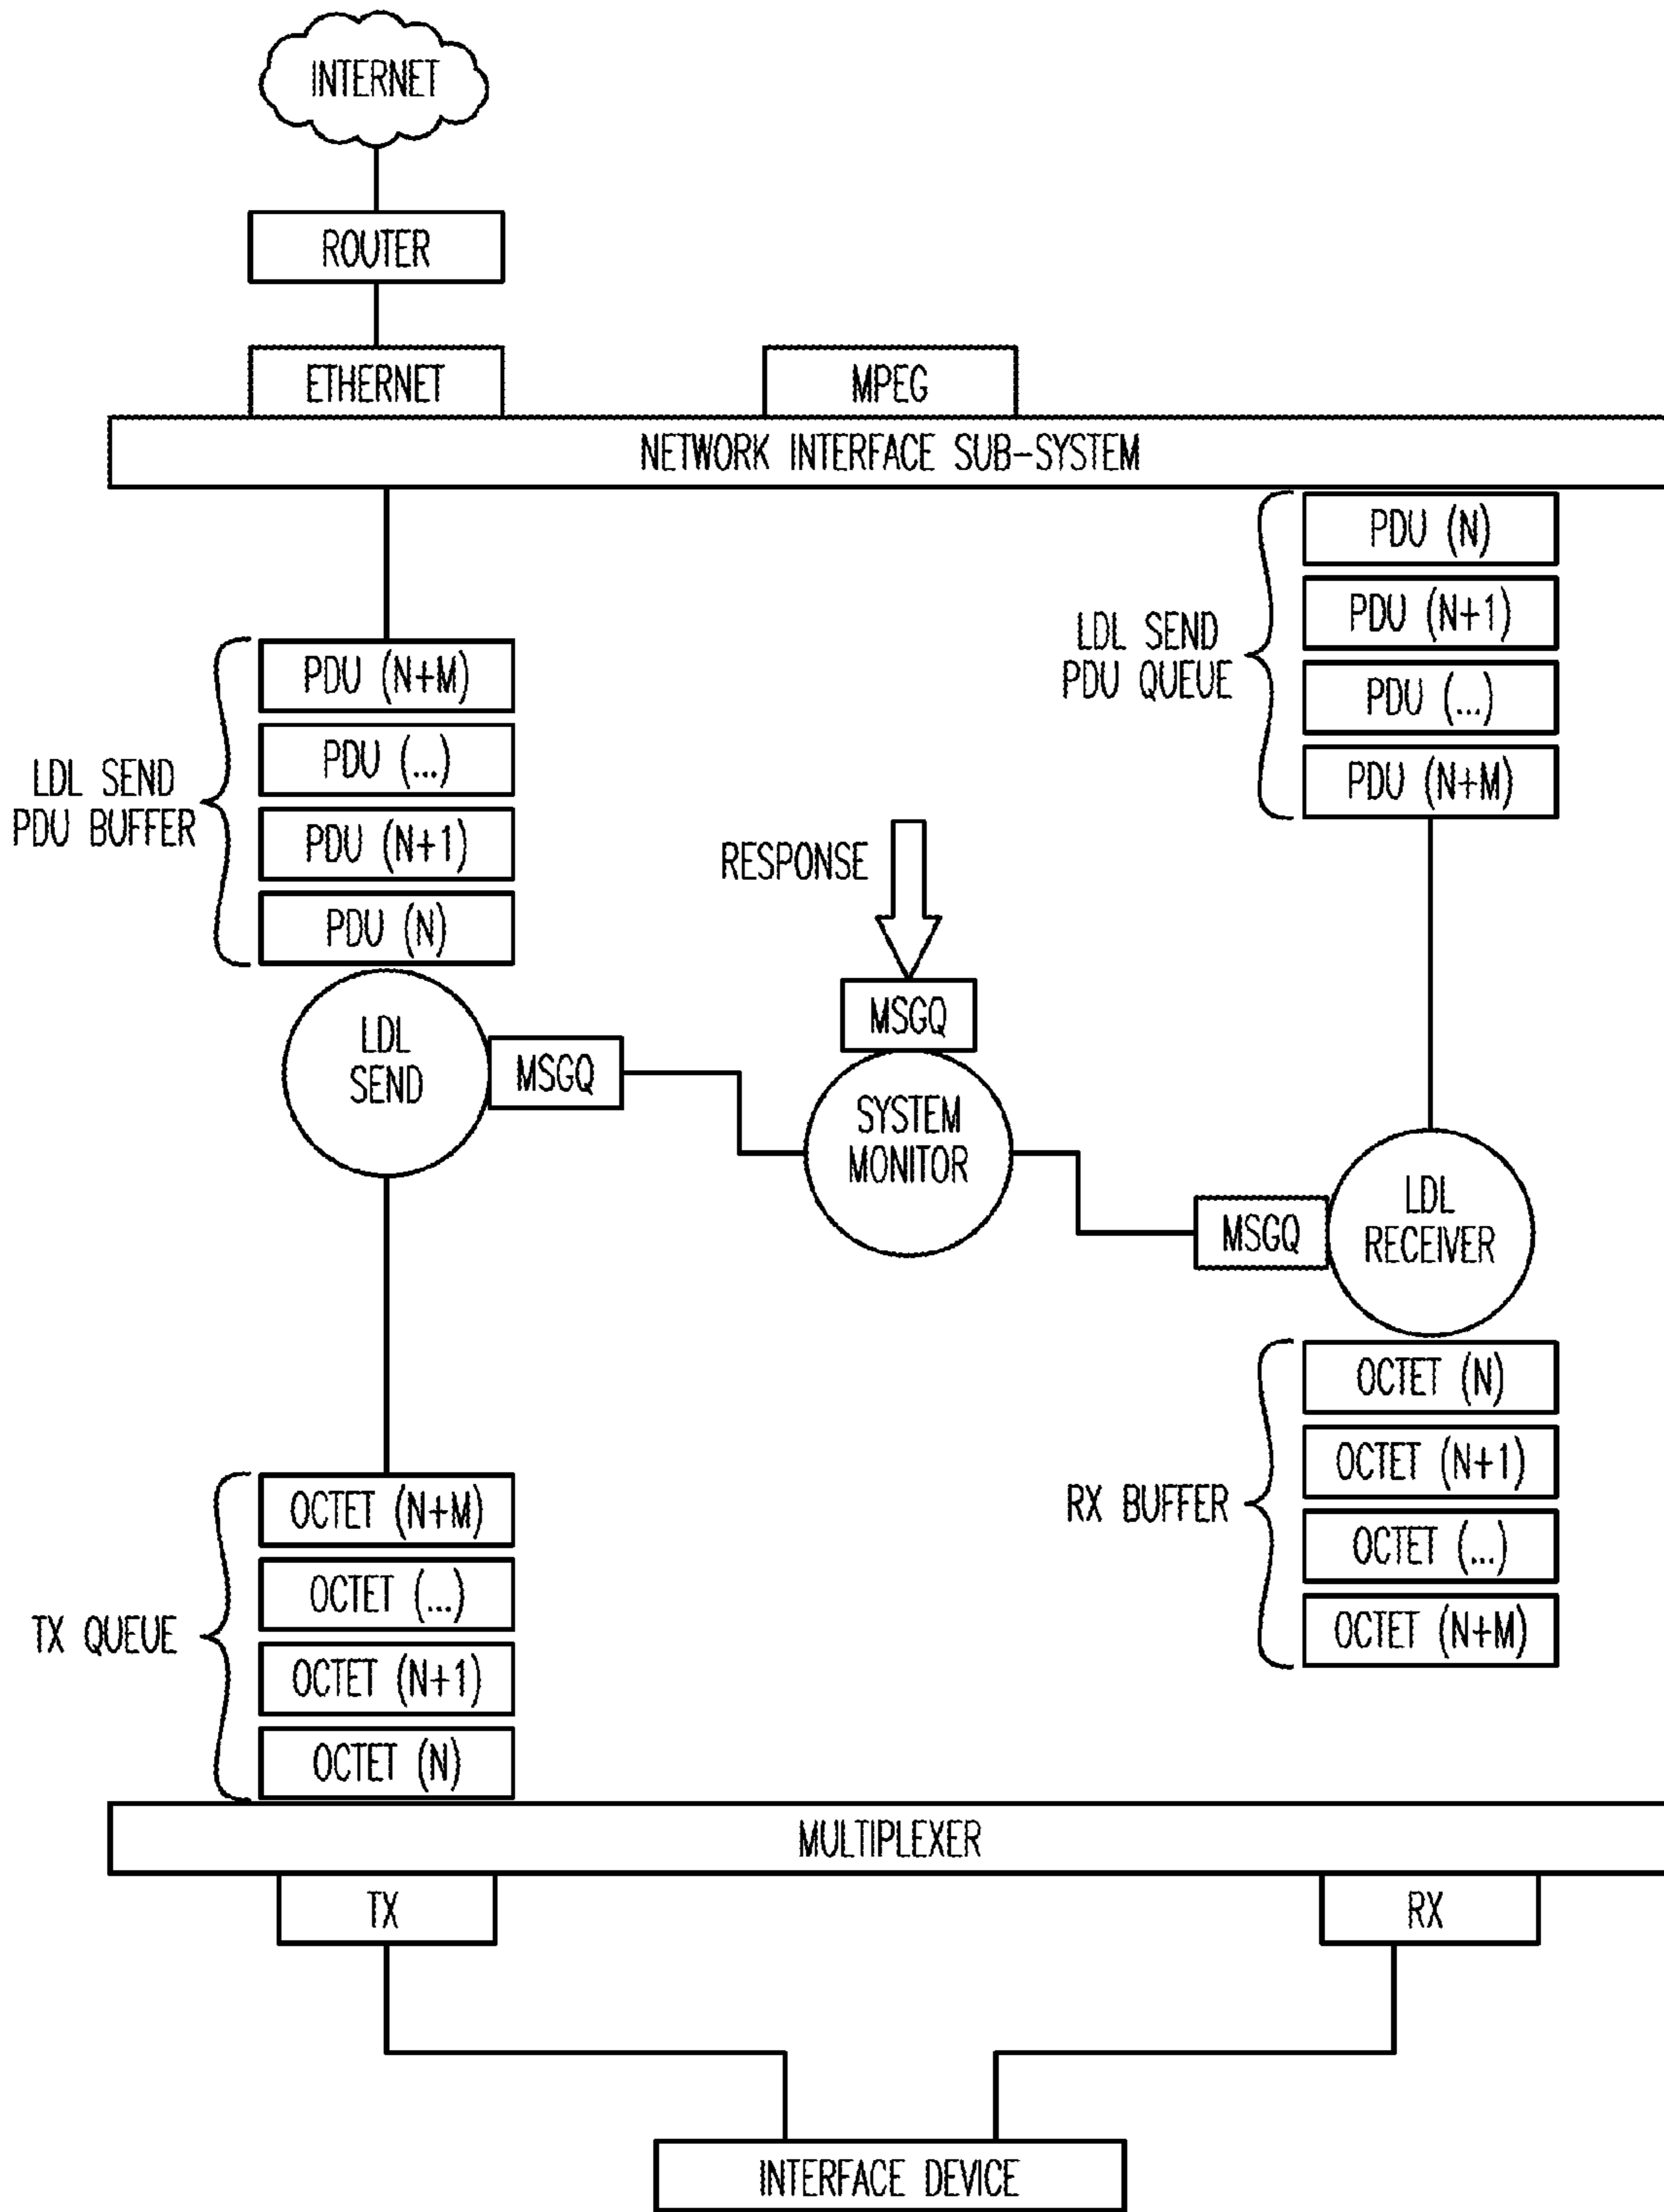 INTERNET
ROUTER
ETHERNET
MPEG
NETWORK INTERFACE SUB-SYSTEM
PDU (N)
PDU (N+1)
PDU (...)
PDU (N+M)
LDL SEND
PDU QUEUE
PDU (N+M)
PDU (...)
PDU (N+1)
PDU (N)
LDL SEND
PDU BUFFER
RESPONSE
MSGQ
LDL
SEND
MSGQ
SYSTEM
MONITOR
MSGQ
LDL
RECEIVER
OCTET (N)
OCTET (N+1)
OCTET (...)
OCTET (N+M)
RX BUFFER
OCTET (N+M)
OCTET (...)
OCTET (N+1)
OCTET (N)
TX QUEUE
MULTIPLEXER
TX
RX
INTERFACE DEVICE